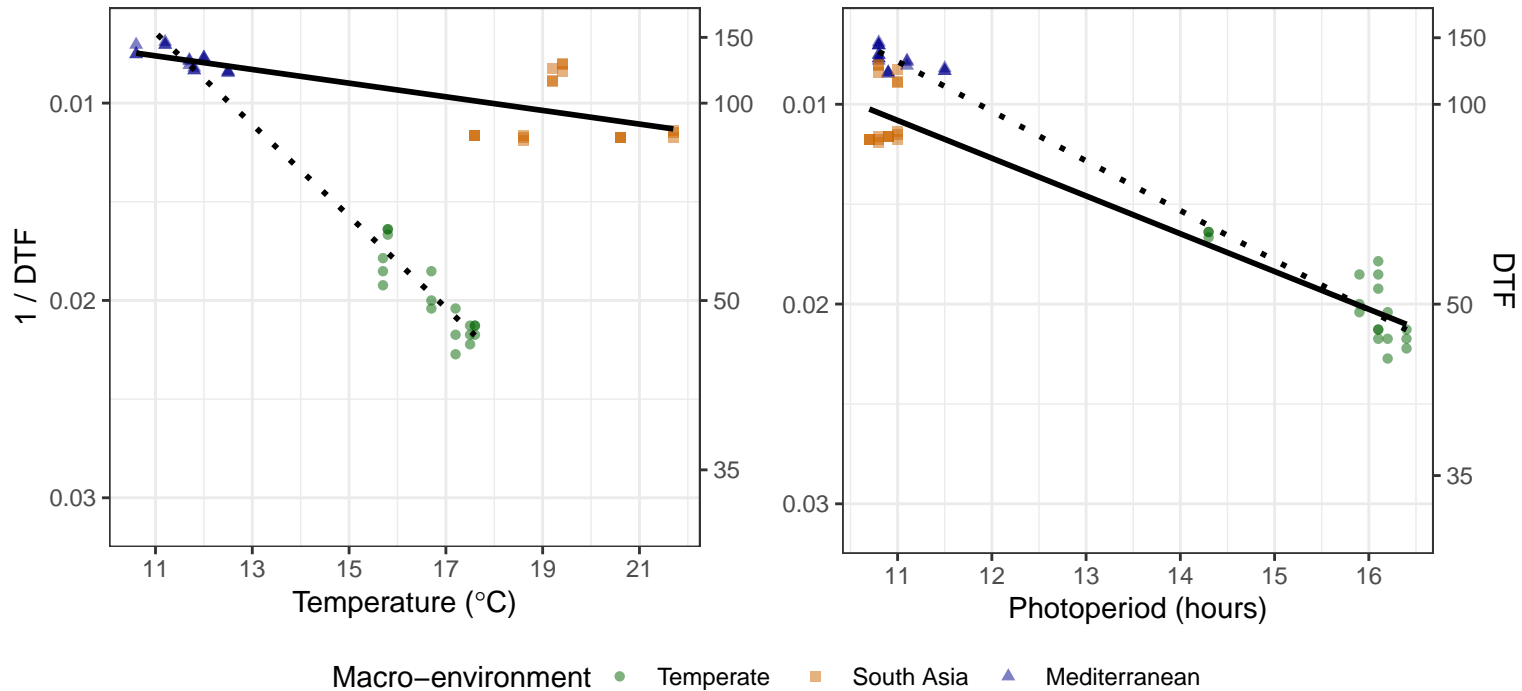 1 / DTF
0.01
0.02
0.03
150
100
50
35
11 13 15 17 19 21
Temperature (°C)
0.01
0.02
0.03
150
100
50
35
DTF
11 12 13 14 15 16
Photoperiod (hours)
Macro−environment Temperate South Asia Mediterranean